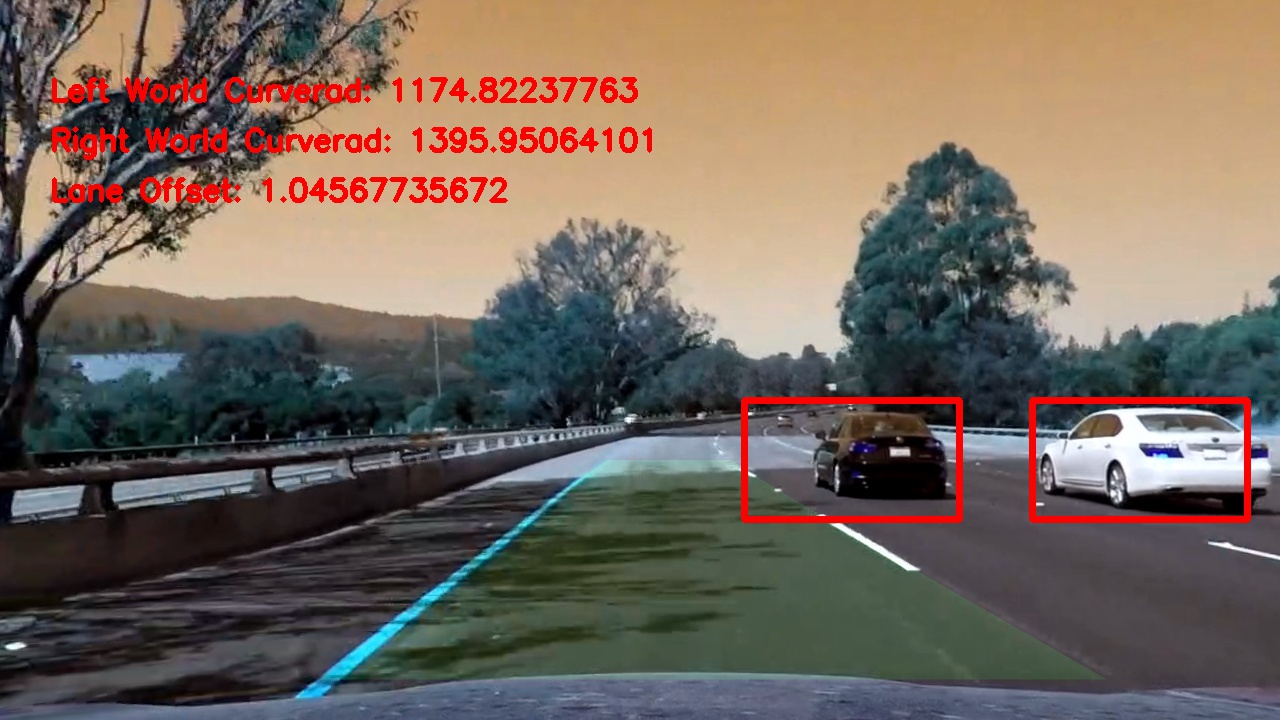 Left World Curverad: 1174.82237763
Right World Curverad: 1395.95064101
Lane Offset: 1.04567735672